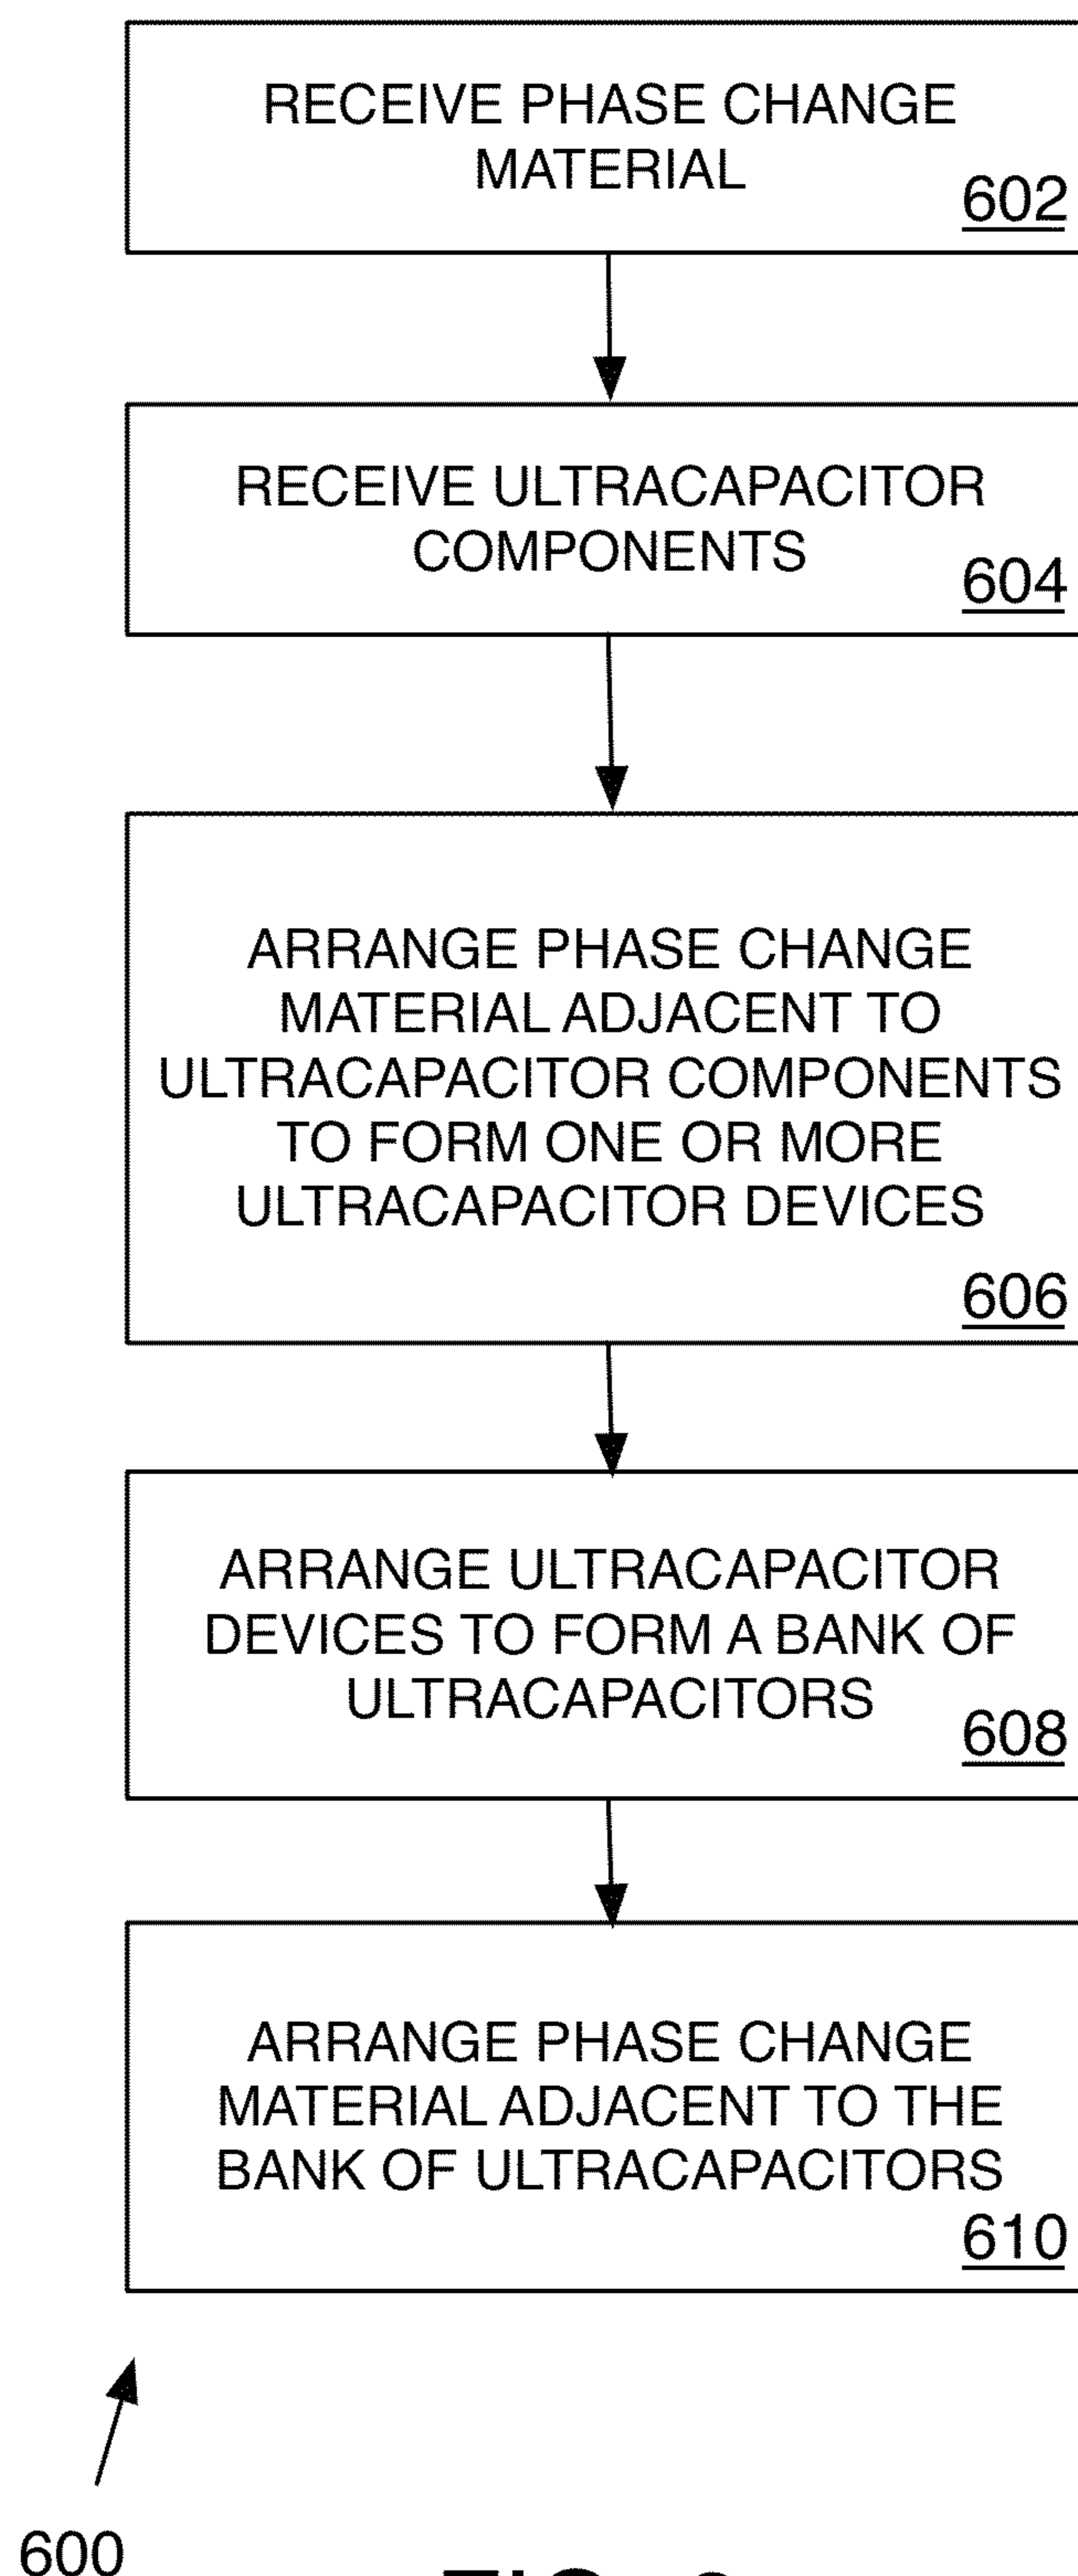 RECEIVE PHASE CHANGE
MATERIAL
602
RECEIVE ULTRACAPACITOR
COMPONENTS
604
ARRANGE PHASE CHANGE
MATERIAL ADJACENT TO
ULTRACAPACITOR COMPONENTS
TO FORM ONE OR MORE
ULTRACAPACITOR DEVICES
606
ARRANGE ULTRACAPACITOR
DEVICES TO FORM A BANK OF
ULTRACAPACITORS
608
ARRANGE PHASE CHANGE
MATERIAL ADJACENT TO THE
BANK OF ULTRACAPACITORS
610
600